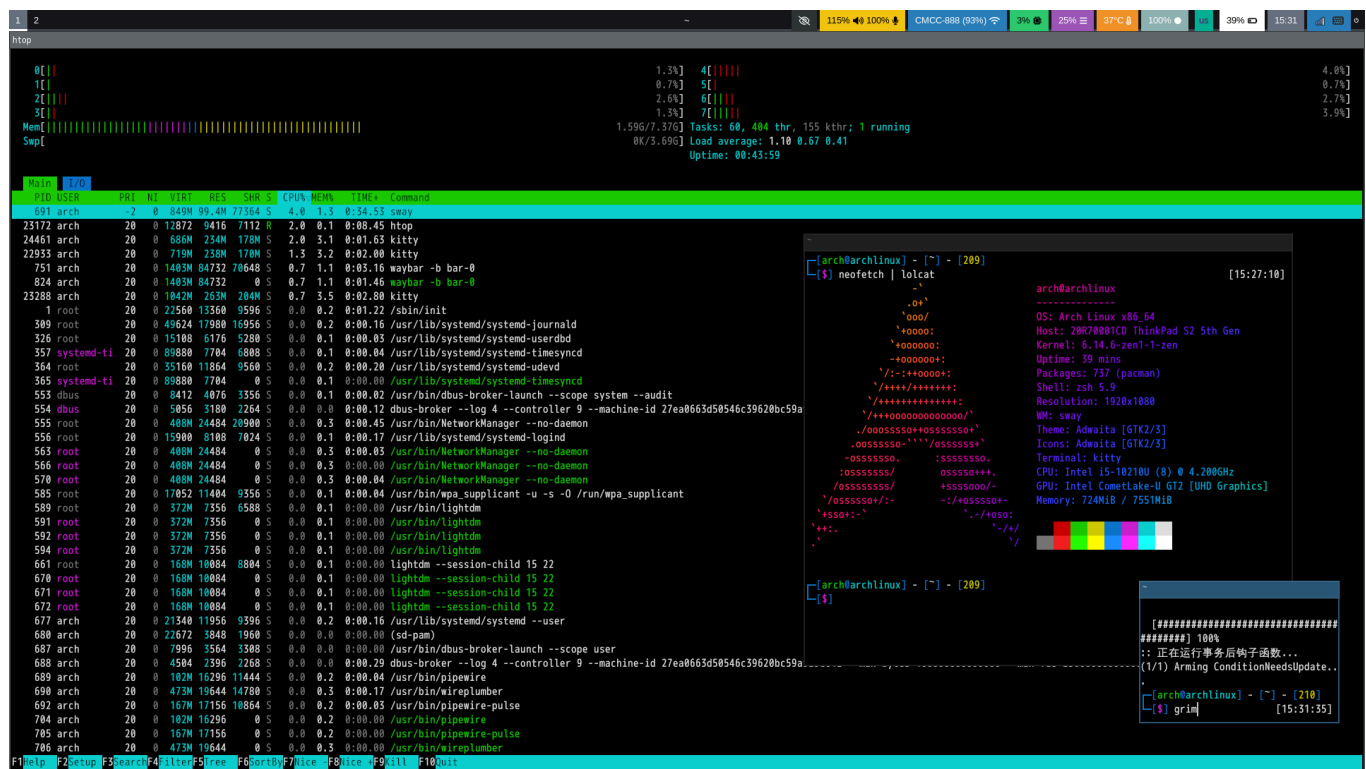 1 2 ~ 115% 100% CMCC-888 (93%) 3% 25% 37°C 100% us 39% 15:31
htop
0[|| 1.3%] 4[||||| 4.0%]
1[| 0.7%] 5[| 0.7%]
2[|||| 2.6%] 6[|||| 2.7%]
3[|| 1.3%] 7[||||| 3.9%]
Mem[ 1.59G/7.37G] Tasks: 60, 404 thr, 155 kthr; 1 running
Swp[ 0K/3.69G] Load average: 1.10 0.67 0.41
Uptime: 00:43:59
Main I/O
PID USER PRI NI VIRT RES SHR S CPU% MEM% TIME+ Command
691 arch -2 0 849M 99.4M 77364 S 4.0 1.3 0:34.53 sway
23172 arch 20 0 12872 9416 7112 R 2.0 0.1 0:08.45 htop
24461 arch 20 0 686M 234M 178M S 2.0 3.1 0:01.63 kitty
22933 arch 20 0 719M 238M 170M S 1.3 3.2 0:02.00 kitty
751 arch 20 0 1403M 84732 70648 S 0.7 1.1 0:03.16 waybar -b bar-0
824 arch 20 0 1403M 84732 0 S 0.7 1.1 0:01.46 waybar -b bar-0
23288 arch 20 0 1042M 263M 204M S 0.7 3.5 0:02.80 kitty
1 root 20 0 22560 13360 9596 S 0.0 0.2 0:01.22 /sbin/init
309 root 20 0 49624 17980 16956 S 0.0 0.2 0:00.16 /usr/lib/systemd/systemd-journald
326 root 20 0 15108 6176 5280 S 0.0 0.1 0:00.03 /usr/lib/systemd/systemd-userdbd
357 systemd-ti 20 0 89880 7704 6808 S 0.0 0.1 0:00.04 /usr/lib/systemd/systemd-timesyncd
364 root 20 0 35160 11864 9560 S 0.0 0.2 0:00.20 /usr/lib/systemd/systemd-udevd
365 systemd-ti 20 0 89880 7704 0 S 0.0 0.1 0:00.00 /usr/lib/systemd/systemd-timesyncd
553 dbus 20 0 8412 4076 3356 S 0.0 0.1 0:00.02 /usr/bin/dbus-broker-launch --scope system --audit
554 dbus 20 0 5056 3180 2264 S 0.0 0.0 0:00.12 dbus-broker --log 4 --controller 9 --machine-id 27ea0663d50546c39620bc59a
555 root 20 0 408M 24484 20900 S 0.0 0.3 0:00.45 /usr/bin/NetworkManager --no-daemon
556 root 20 0 15900 8108 7024 S 0.0 0.1 0:00.17 /usr/lib/systemd/systemd-logind
563 root 20 0 408M 24484 0 S 0.0 0.3 0:00.03 /usr/bin/NetworkManager --no-daemon
566 root 20 0 408M 24484 0 S 0.0 0.3 0:00.00 /usr/bin/NetworkManager --no-daemon
570 root 20 0 408M 24484 0 S 0.0 0.3 0:00.04 /usr/bin/NetworkManager --no-daemon
585 root 20 0 17052 11404 9356 S 0.0 0.1 0:00.04 /usr/bin/wpa_supplicant -u -s -O /run/wpa_supplicant
589 root 20 0 372M 7356 6588 S 0.0 0.1 0:00.00 /usr/bin/lightdm
591 root 20 0 372M 7356 0 S 0.0 0.1 0:00.00 /usr/bin/lightdm
592 root 20 0 372M 7356 0 S 0.0 0.1 0:00.00 /usr/bin/lightdm
594 root 20 0 372M 7356 0 S 0.0 0.1 0:00.00 /usr/bin/lightdm
661 root 20 0 168M 10084 8804 S 0.0 0.1 0:00.00 lightdm --session-child 15 22
670 root 20 0 168M 10084 0 S 0.0 0.1 0:00.00 lightdm --session-child 15 22
671 root 20 0 168M 10084 0 S 0.0 0.1 0:00.00 lightdm --session-child 15 22
672 root 20 0 168M 10084 0 S 0.0 0.1 0:00.00 lightdm --session-child 15 22
677 arch 20 0 21340 11956 9396 S 0.0 0.2 0:00.16 /usr/lib/systemd/systemd --user
680 arch 20 0 22672 3848 1960 S 0.0 0.0 0:00.00 (sd-pam)
687 arch 20 0 7996 3564 3308 S 0.0 0.0 0:00.00 /usr/bin/dbus-broker-launch --scope user
688 arch 20 0 4504 2396 2268 S 0.0 0.0 0:00.29 dbus-broker --log 4 --controller 9 --machine-id 27ea0663d50546c39620bc59a
689 arch 20 0 102M 16296 11444 S 0.0 0.2 0:00.04 /usr/bin/pipewire
690 arch 20 0 473M 19644 14780 S 0.0 0.3 0:00.17 /usr/bin/wireplumber
692 arch 20 0 167M 17156 10864 S 0.0 0.2 0:00.03 /usr/bin/pipewire-pulse
704 arch 20 0 102M 16296 0 S 0.0 0.2 0:00.00 /usr/bin/pipewire
705 arch 20 0 167M 17156 0 S 0.0 0.2 0:00.00 /usr/bin/pipewire-pulse
706 arch 20 0 473M 19644 0 S 0.0 0.3 0:00.00 /usr/bin/wireplumber
F1Help F2Setup F3SearchF4FilterF5Tree F6SortByF7Nice -F8Nice +F9Kill F10Quit
~
[arch@archlinux] - [~] - [209]
[$] neofetch | lolcat [15:27:10]
-`
.o+`
`ooo/
`+oooo:
`+oooooo:
-+oooooo+:
`/:-:++oooo+:
`/++++/+++++++:
`/++++++++++++++:
`/+++ooooooooooooo/`
./ooosssso++osssssso+`
.oossssso-````/ossssss+`
-osssssso. :ssssssso.
:osssssss/ osssso+++.
/ossssssss/ +ssssooo/-
`/ossssso+/:- -:/+osssso+-
`+sso+:-` `.-/+oso:
`++:. `-/+/
.` `/
arch@archlinux
--------------
OS: Arch Linux x86_64
Host: 20R70001CD ThinkPad S2 5th Gen
Kernel: 6.14.6-zen1-1-zen
Uptime: 39 mins
Packages: 737 (pacman)
Shell: zsh 5.9
Resolution: 1920x1080
WM: sway
Theme: Adwaita [GTK2/3]
Icons: Adwaita [GTK2/3]
Terminal: kitty
CPU: Intel i5-10210U (8) @ 4.200GHz
GPU: Intel CometLake-U GT2 [UHD Graphics]
Memory: 724MiB / 7551MiB
[arch@archlinux] - [~] - [209]
[$]
~
[################################
########] 100%
:: 正在运行事务后钩子函数...
(1/1) Arming ConditionNeedsUpdate..
.
[arch@archlinux] - [~] - [210]
[$] grim [15:31:35]